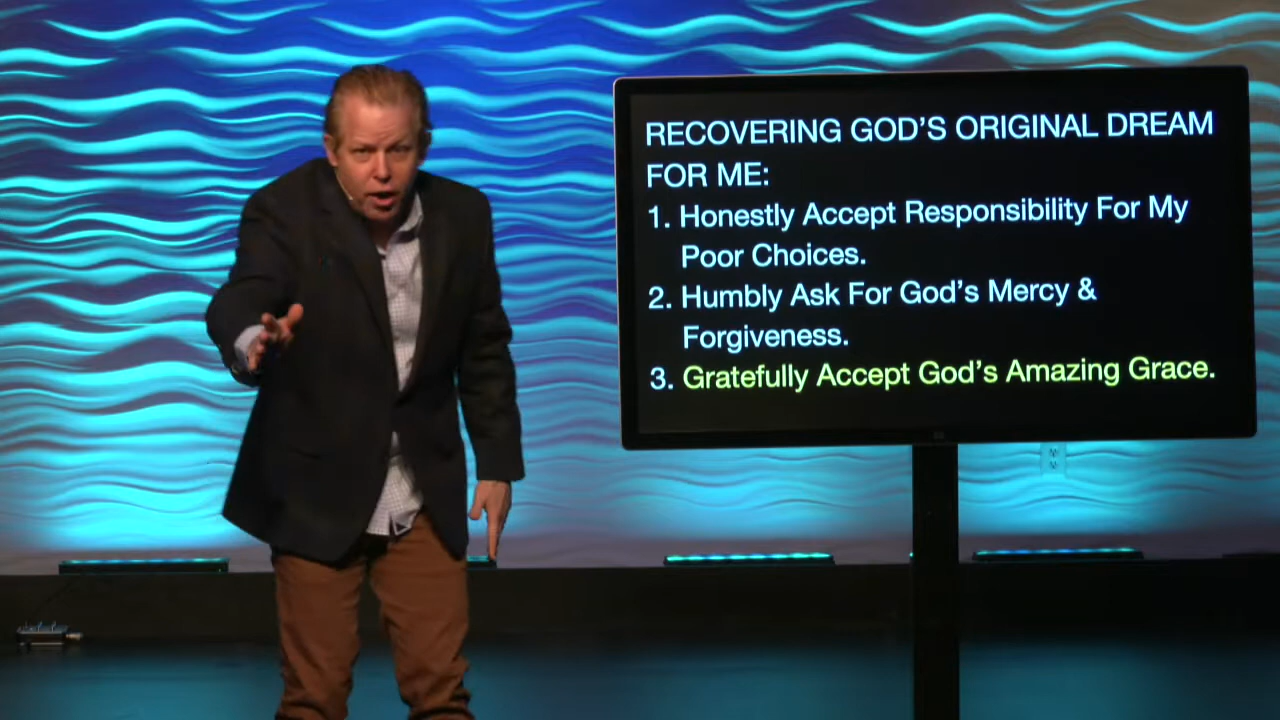 RECOVERING GOD'S ORIGINAL DREAM
FOR ME:
1. Honestly Accept Responsibility For My
Poor Choices.
2. Humbly Ask For God's Mercy &
Forgiveness.
3. Gratefully Accept God's Amazing Grace.